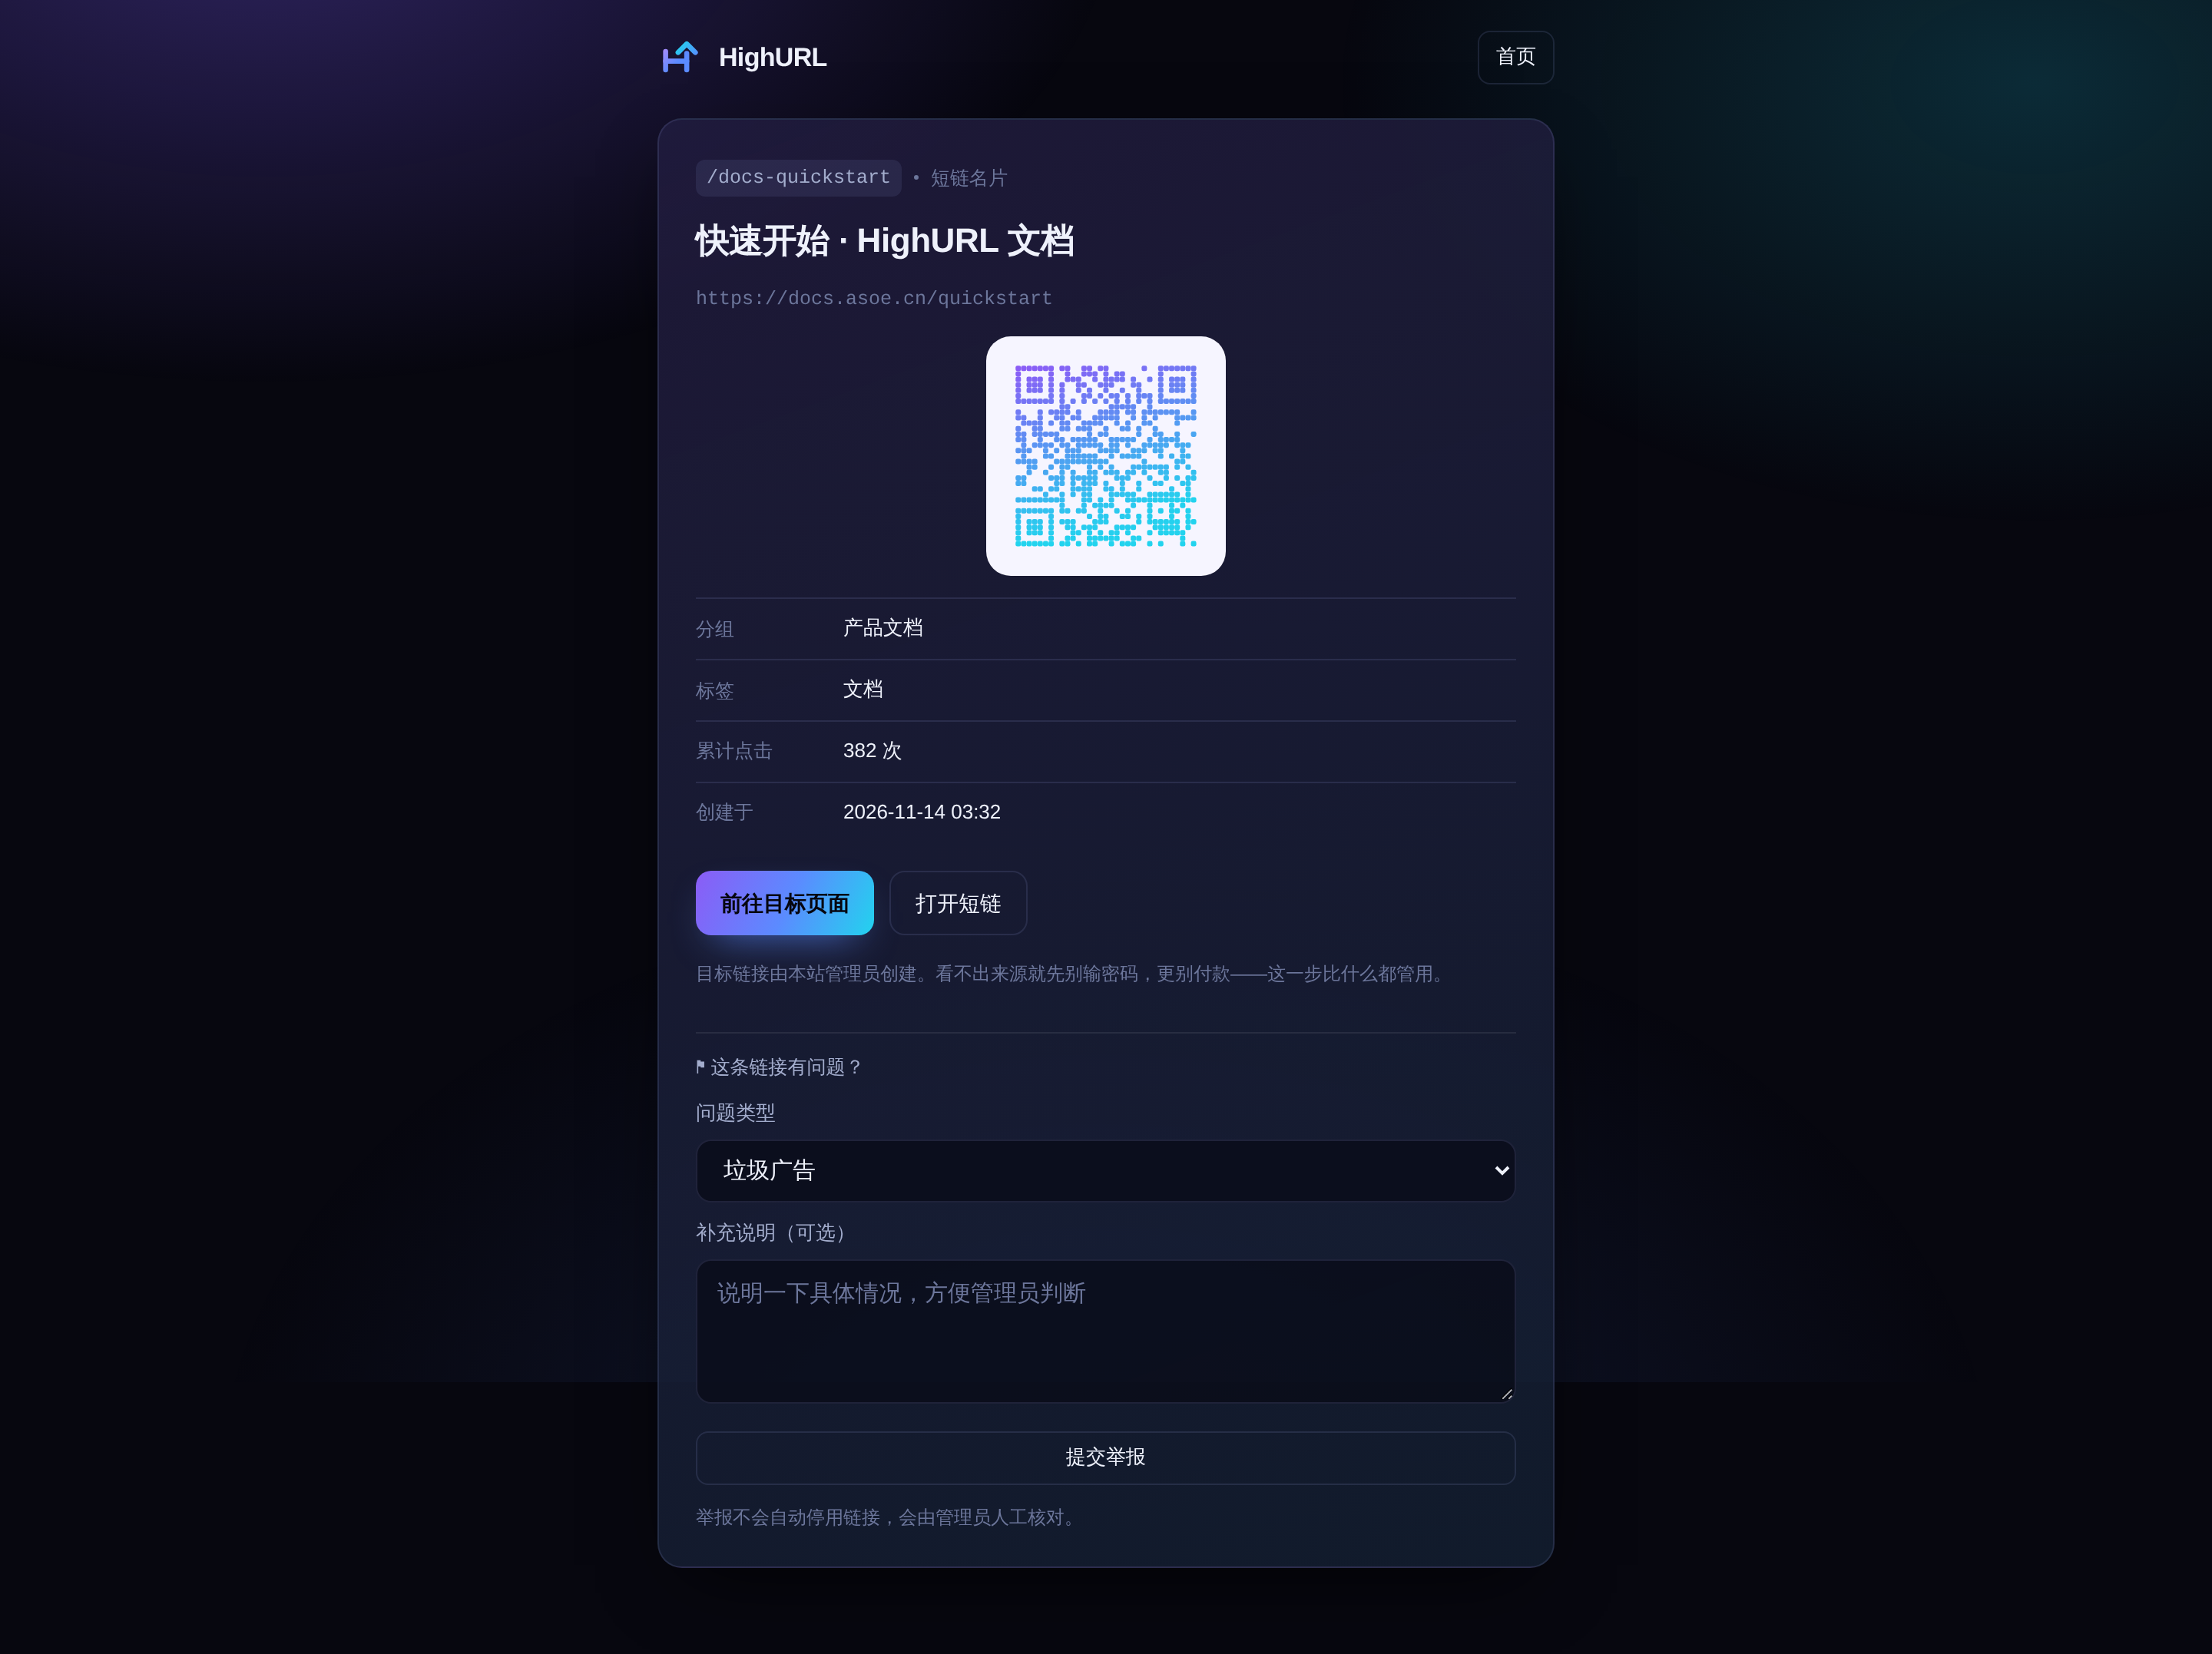 HighURL
首页
/docs-quickstart • 短链名片
快速开始 · HighURL 文档
https://docs.asoe.cn/quickstart
分组 产品文档
标签 文档
累计点击 382 次
创建于 2026-11-14 03:32
前往目标页面 打开短链
目标链接由本站管理员创建。看不出来源就先别输密码，更别付款——这一步比什么都管用。
这条链接有问题？
问题类型
垃圾广告
补充说明（可选）
说明一下具体情况，方便管理员判断
提交举报
举报不会自动停用链接，会由管理员人工核对。